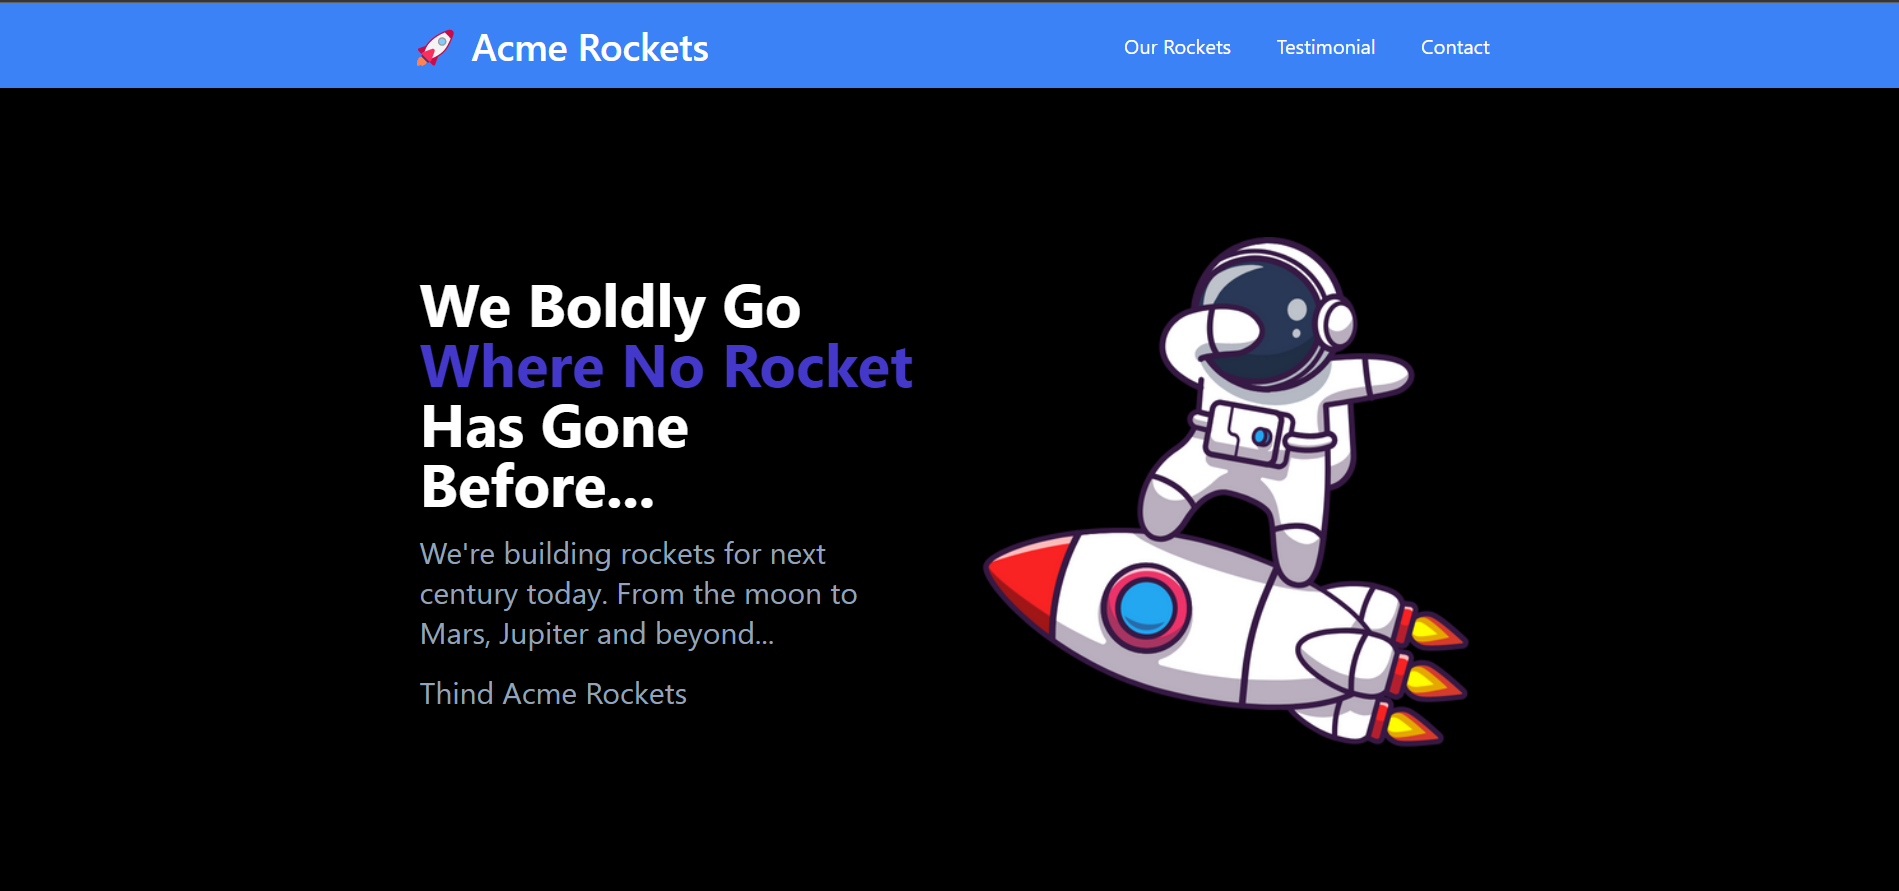 Acme Rockets
Our Rockets
Testimonial
Contact
We Boldly Go
Where No Rocket
Has Gone
Before...
We're building rockets for next
century today. From the moon to
Mars, Jupiter and beyond...
Thind Acme Rockets